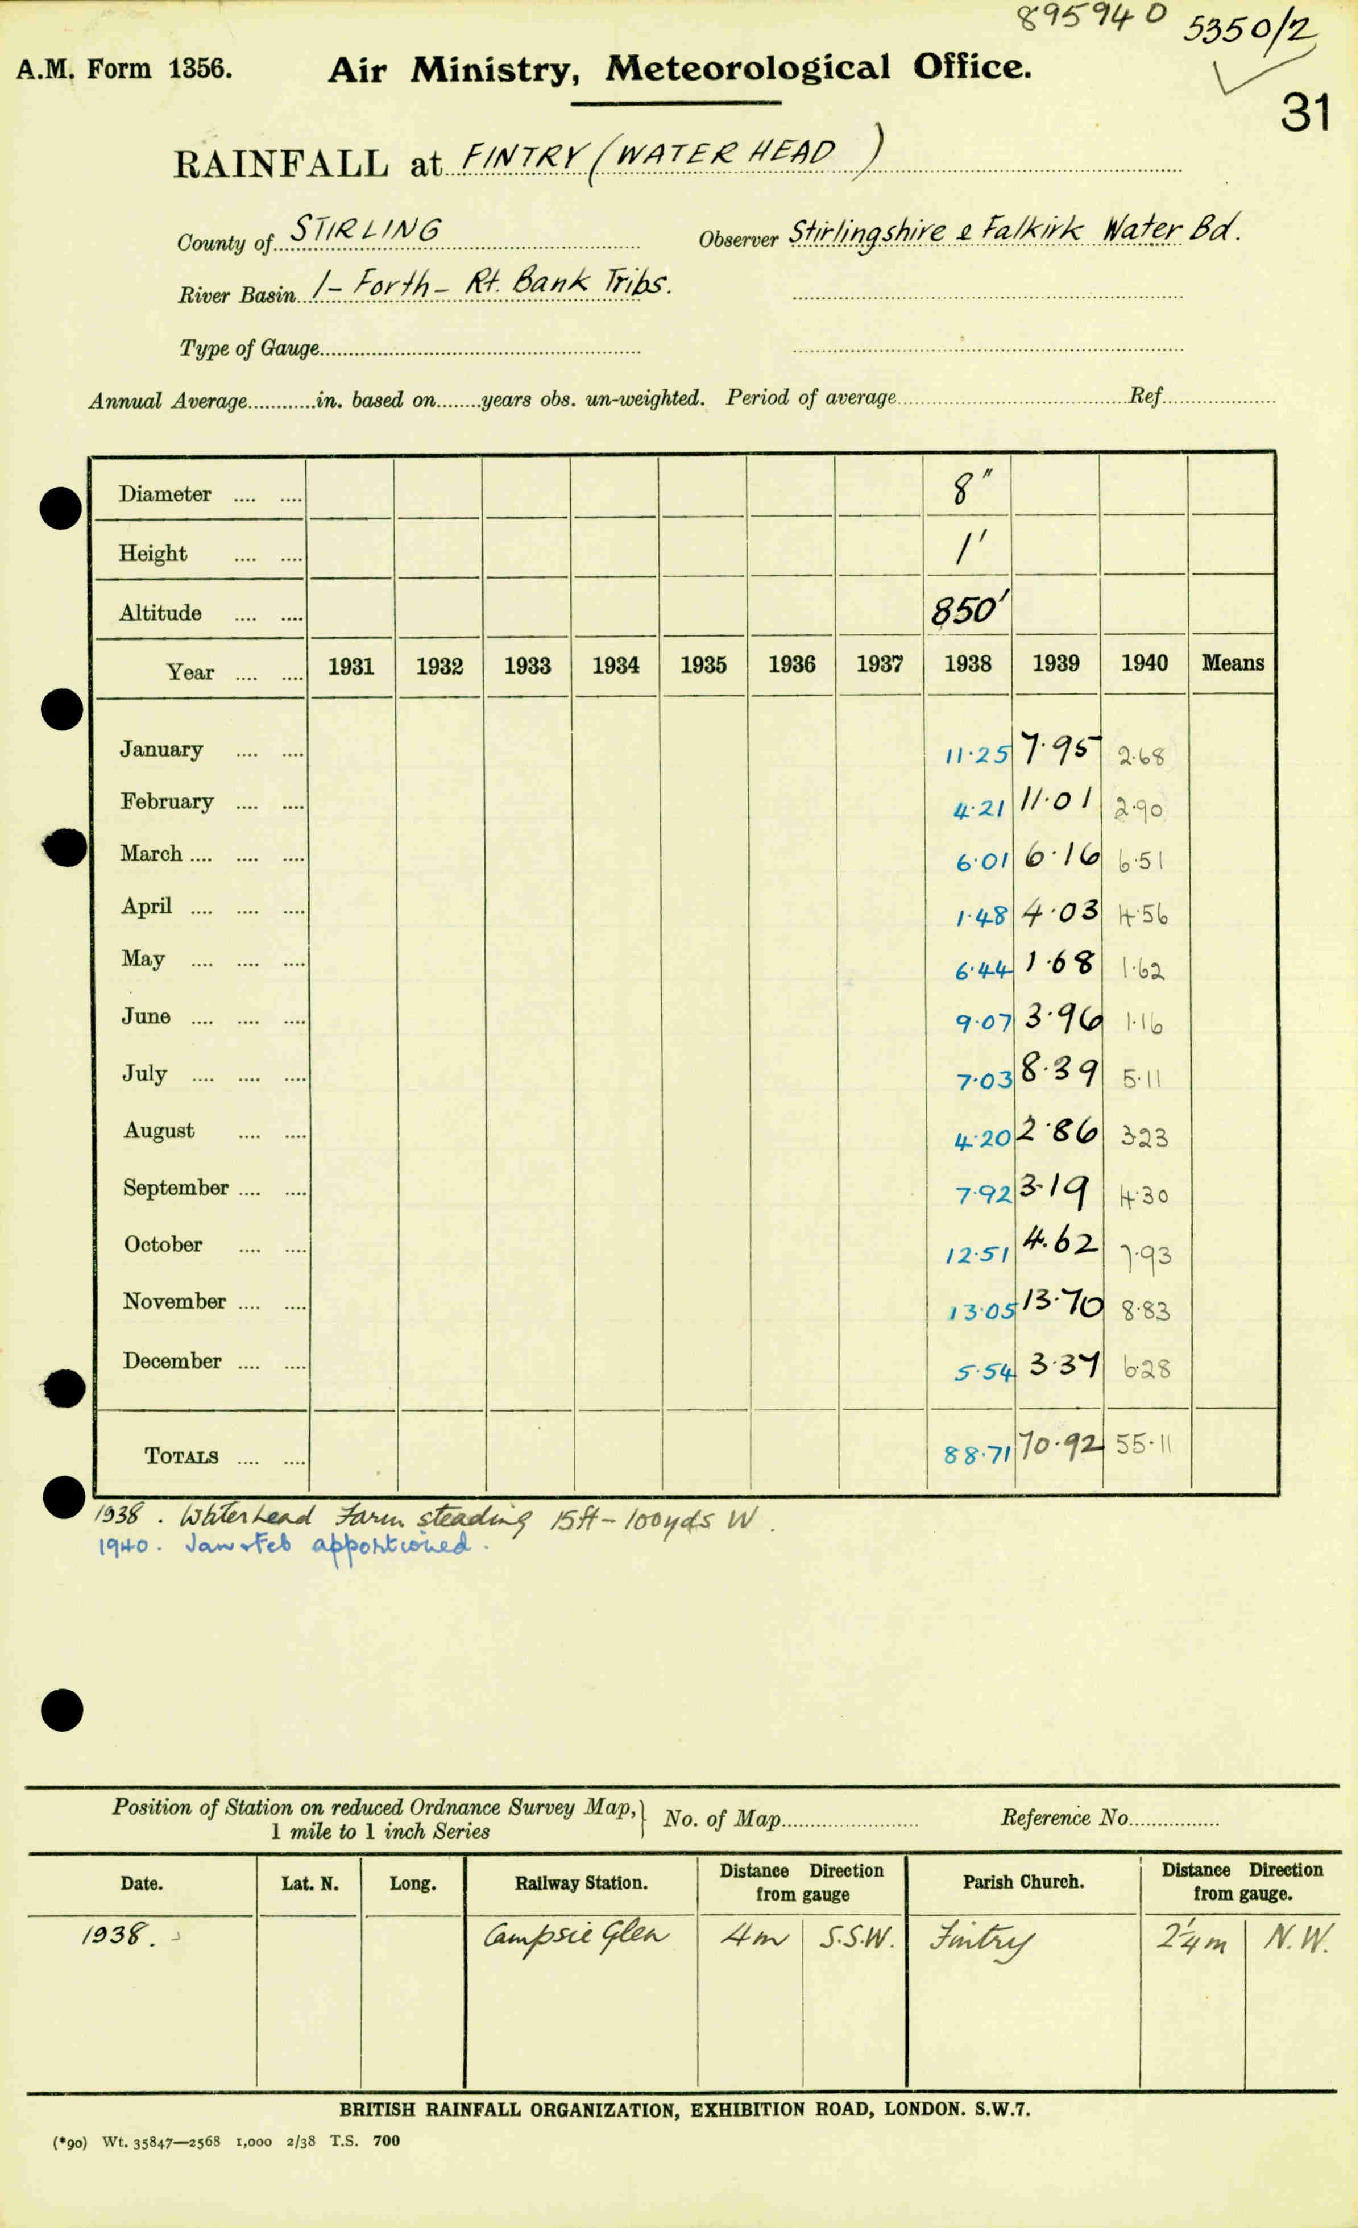 895940 5350/2
A.M. Form 1356. Air Ministry, Meteorological Office.
31
RAINFALL at FINTRY (WATER HEAD )
County of STIRLING Observer Stirlingshire & Falkirk Water Bd.
River Basin 1 - Forth - Rt. Bank Tribs.
Type of Gauge
Annual Average in. based on years obs. un-weighted. Period of average Ref
Diameter 8"
Height 1'
Altitude 850'
Year 1931 1932 1933 1934 1935 1936 1937 1938 1939 1940 Means
January 11·25 7·95 2·68
February 4·21 11·01 2·90
March 6·01 6·16 6·51
April 1·48 4·03 4·56
May 6·44 1·68 1·62
June 9·07 3·96 1·16
July 7·03 8·39 5·11
August 4·20 2·86 3·23
September 7·92 3·19 4·30
October 12·51 4·62 7·93
November 13·05 13·70 8·83
December 5·54 3·37 6·28
TOTALS 88·71 70·92 55·11
1938 . Waterhead Farm steading 15ft - 100yds W .
1940 . Jan & Feb apportioned .
Position of Station on reduced Ordnance Survey Map, 1 mile to 1 inch Series } No. of Map Reference No.
Date. Lat. N. Long. Railway Station. Distance Direction from gauge Parish Church. Distance Direction from gauge.
1938. Campsie Glen 4m S.S.W. Fintry 2¼m N.W.
BRITISH RAINFALL ORGANIZATION, EXHIBITION ROAD, LONDON. S.W.7.
(*90) Wt. 35847—2568 1,000 2/38 T.S. 700